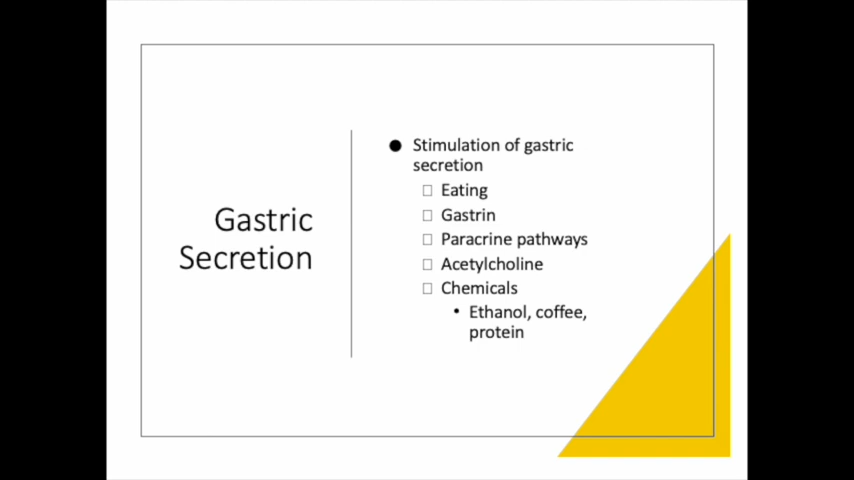 Gastric
Secretion
● Stimulation of gastric
secretion
□ Eating
□ Gastrin
□ Paracrine pathways
□ Acetylcholine
□ Chemicals
• Ethanol, coffee,
protein